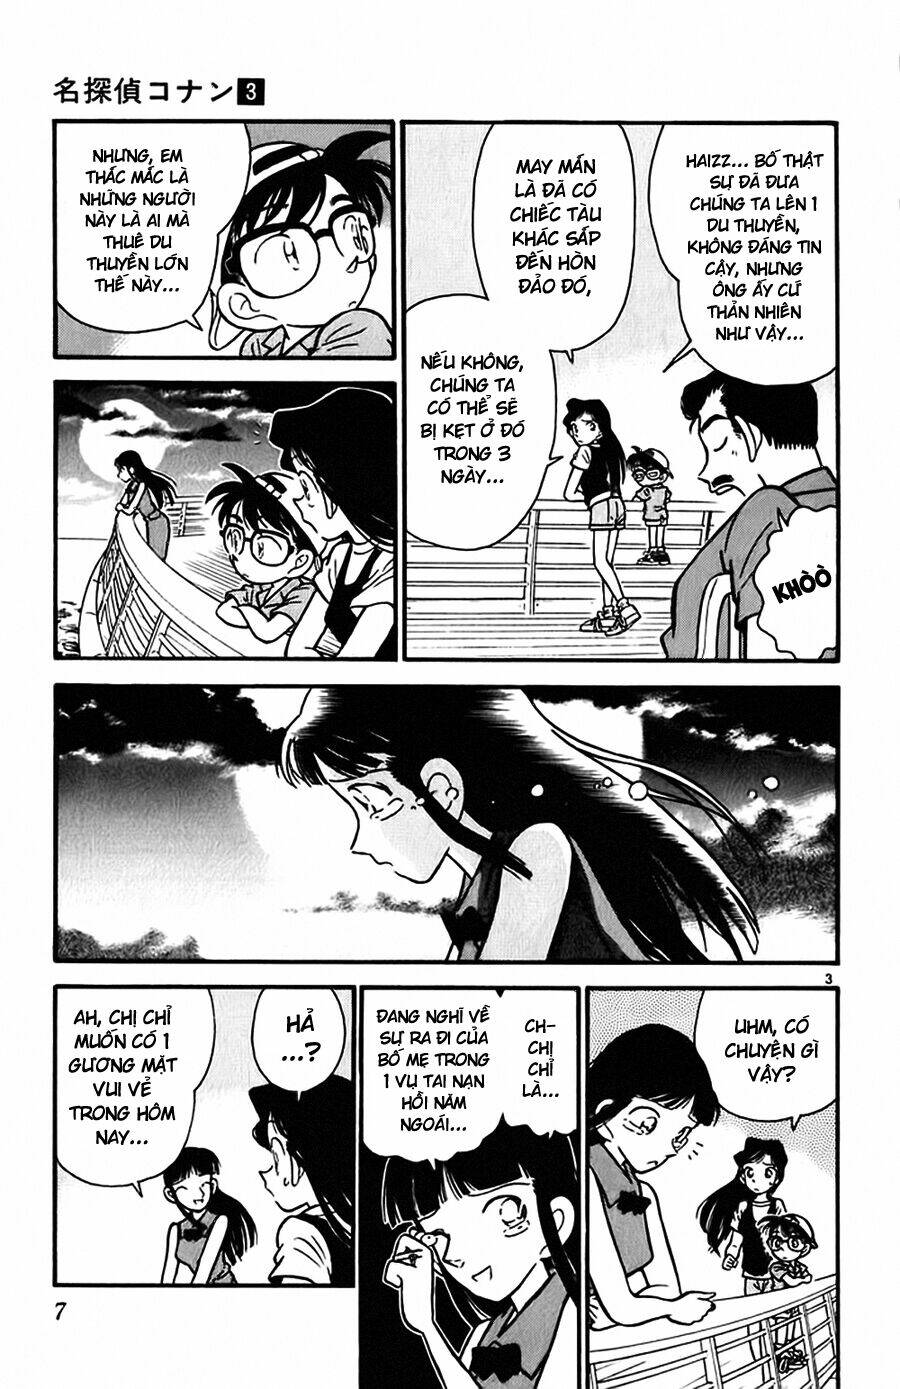 名探偵コナン3
HAIZZ... BỐ THẬT
SỰ ĐÃ ĐƯA
CHÚNG TA LÊN 1
DU THUYỀN,
KHÔNG ĐÁNG TIN
CẬY, NHƯNG
ÔNG ẤY CỨ
THẢN NHIÊN
NHƯ VẬY...
MAY MẮN
LÀ ĐÃ CÓ
CHIẾC TÀU
KHÁC SẮP
ĐẾN HÒN
ĐẢO ĐÓ,
NẾU KHÔNG,
CHÚNG TA
CÓ THỂ SẼ
BỊ KẸT Ở ĐÓ
TRONG 3
NGÀY...
KHÒÒ
NHƯNG, EM
THẮC MẮC LÀ
NHỮNG NGƯỜI
NÀY LÀ AI MÀ
THUÊ DU
THUYỀN LỚN
THẾ NÀY...
3
UHM, CÓ
CHUYỆN GÌ
VẬY?
CH-
CHỊ
CHỈ
LÀ...
ĐANG NGHĨ VỀ
SỰ RA ĐI CỦA
BỐ MẸ TRONG
1 VỤ TAI NẠN
HỒI NĂM
NGOÁI...
HẢ
...?
AH, CHỊ CHỈ
MUỐN CÓ 1
GƯƠNG MẶT
VUI VẺ
TRONG HÔM
NAY...
7